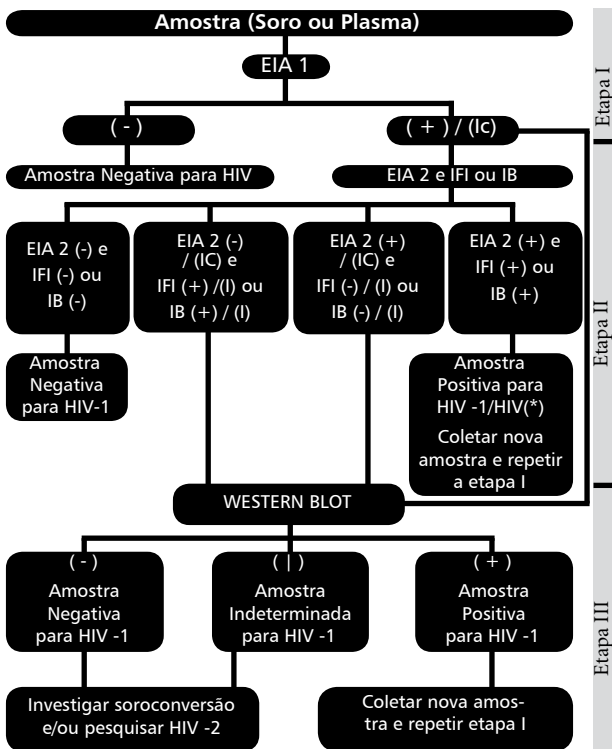 Amostra (Soro ou Plasma)
EIA 1
( - )
( + ) / (Ic)
Etapa I
Amostra Negativa para HIV
EIA 2 e IFI ou IB
EIA 2 (-) e
IFI (-) ou
IB (-)
EIA 2 (-)
/ (IC) e
IFI (+) /(I) ou
IB (+) / (I)
EIA 2 (+)
/ (IC) e
IFI (-) / (I) ou
IB (-) / (I)
EIA 2 (+) e
IFI (+) ou
IB (+)
Etapa II
Amostra
Negativa
para HIV-1
Amostra
Positiva para
HIV -1/HIV(*)
Coletar nova
amostra e repetir
a etapa I
WESTERN BLOT
( - )
Amostra
Negativa
para HIV -1
( | )
Amostra
Indeterminada
para HIV -1
( + )
Amostra
Positiva
para HIV -1
Etapa III
Investigar soroconversão
e/ou pesquisar HIV -2
Coletar nova amos-
tra e repetir etapa I